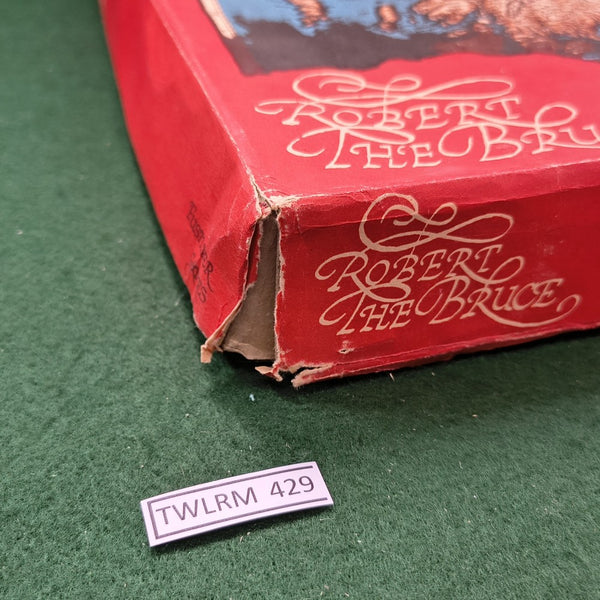 ROBERT
THE BRU
ROBERT
THE BRUCE
TWLRM 429